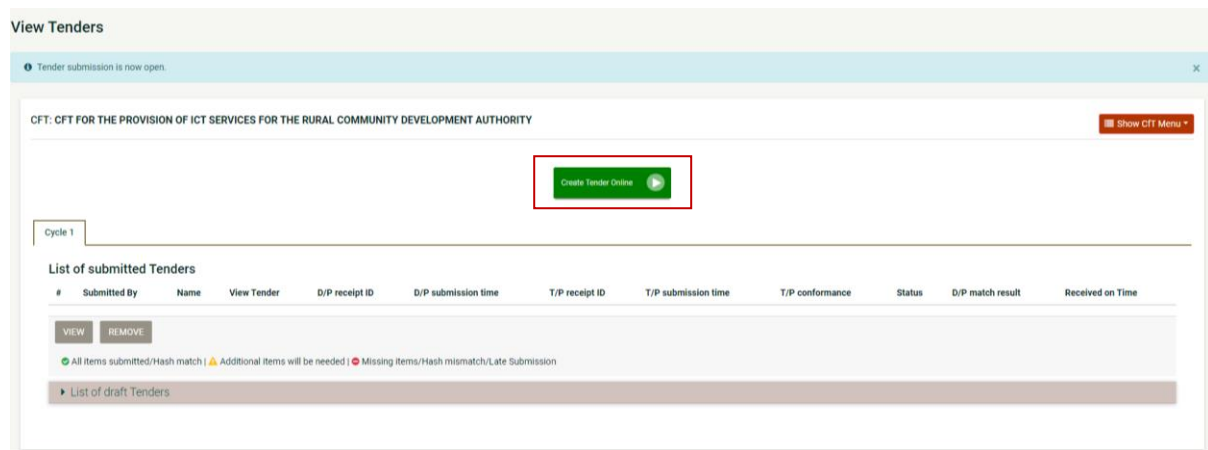 View Tenders
Tender submission is now open.
CFT: CFT FOR THE PROVISION OF ICT SERVICES FOR THE RURAL COMMUNITY DEVELOPMENT AUTHORITY
Show CfT Menu
Create Tender Online
Cycle 1
List of submitted Tenders
# Submitted By Name View Tender D/P receipt ID D/P submission time T/P receipt ID T/P submission time T/P conformance Status D/P match result Received on Time
VIEW REMOVE
All items submitted/Hash match | Additional items will be needed | Missing items/Hash mismatch/Late Submission
List of draft Tenders